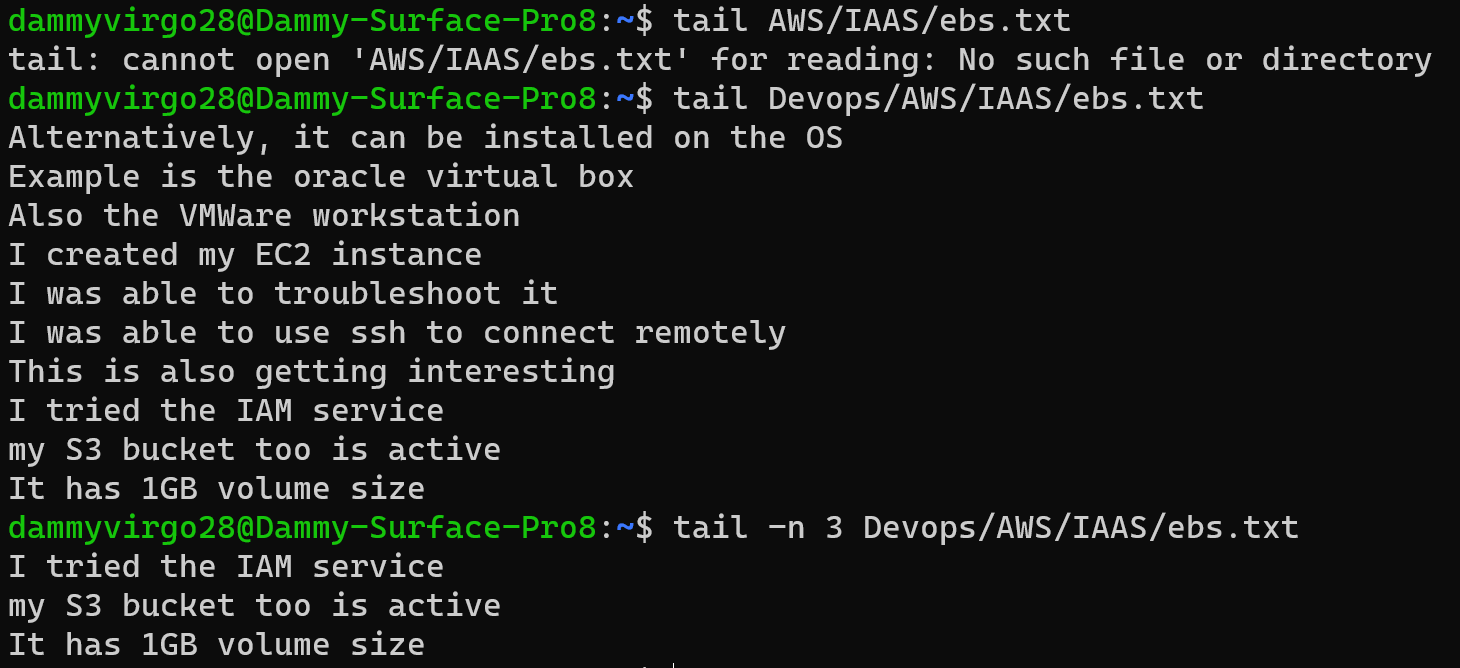 dammyvirgo28@Dammy-Surface-Pro8:~$ tail AWS/IAAS/ebs.txt
tail: cannot open 'AWS/IAAS/ebs.txt' for reading: No such file or directory
dammyvirgo28@Dammy-Surface-Pro8:~$ tail Devops/AWS/IAAS/ebs.txt
Alternatively, it can be installed on the OS
Example is the oracle virtual box
Also the VMWare workstation
I created my EC2 instance
I was able to troubleshoot it
I was able to use ssh to connect remotely
This is also getting interesting
I tried the IAM service
my S3 bucket too is active
It has 1GB volume size
dammyvirgo28@Dammy-Surface-Pro8:~$ tail -n 3 Devops/AWS/IAAS/ebs.txt
I tried the IAM service
my S3 bucket too is active
It has 1GB volume size